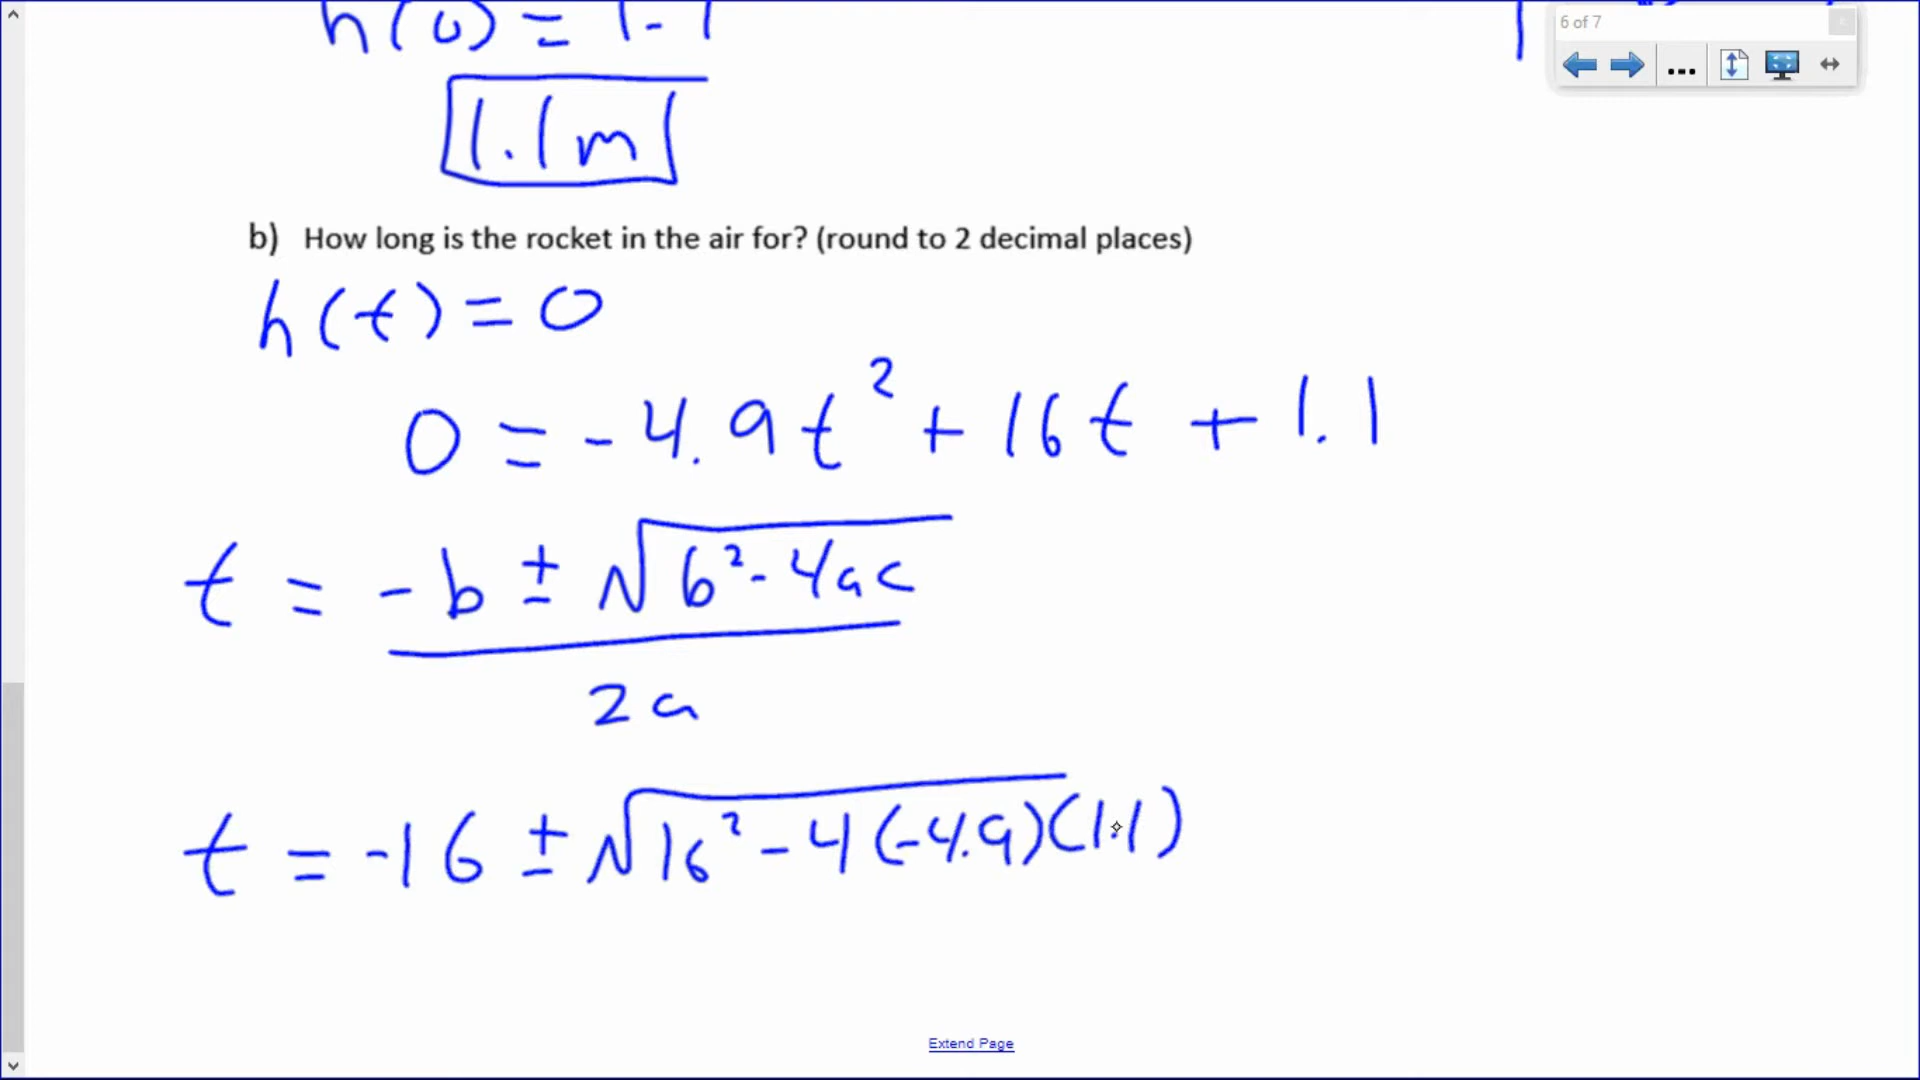 h(0) = 1.1
6 of 7
1.1m
b) How long is the rocket in the air for? (round to 2 decimal places)
h(t) = 0
0 = -4.9t² + 16t + 1.1
t = -b ± √b²-4ac
2a
t = -16 ± √16²-4(-4.9)(1.1)
Extend Page